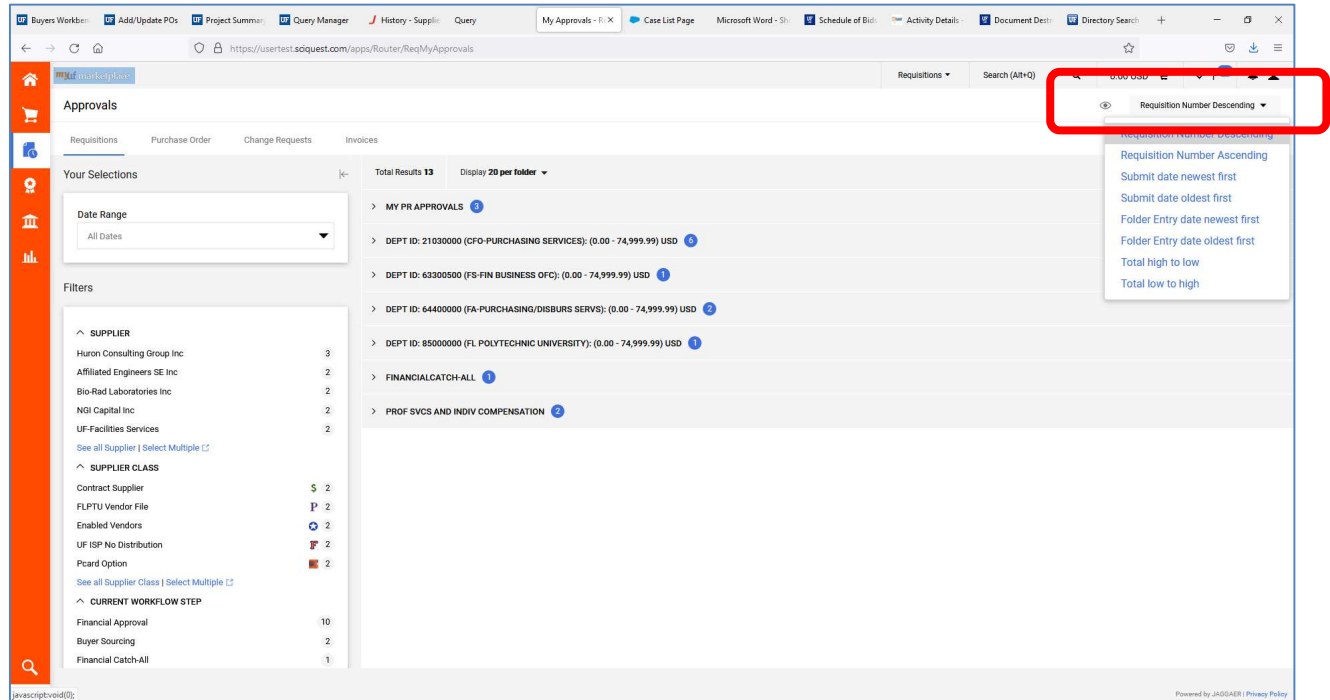 Buyers Workben
Add/Update POs
Project Summar
Query Manager
History - Supplie
Query
My Approvals - R
Case List Page
Microsoft Word - Sh
Schedule of Bids
Activity Details -
Document Destr
Directory Search
https://usertest.sciquest.com/apps/Router/ReqMyApprovals
myuf marketplace
Requisitions
Search (Alt+Q)
0.00 USD
Approvals
Requisition Number Descending
Requisitions
Purchase Order
Change Requests
Invoices
Requisition Number Descending
Requisition Number Ascending
Submit date newest first
Submit date oldest first
Folder Entry date newest first
Folder Entry date oldest first
Total high to low
Total low to high
Your Selections
Total Results 13
Display 20 per folder
Date Range
All Dates
MY PR APPROVALS 3
DEPT ID: 21030000 (CFO-PURCHASING SERVICES): (0.00 - 74,999.99) USD 6
DEPT ID: 63300500 (FS-FIN BUSINESS OFC): (0.00 - 74,999.99) USD 1
DEPT ID: 64400000 (FA-PURCHASING/DISBURS SERVS): (0.00 - 74,999.99) USD 2
DEPT ID: 85000000 (FL POLYTECHNIC UNIVERSITY): (0.00 - 74,999.99) USD 1
FINANCIALCATCH-ALL 1
PROF SVCS AND INDIV COMPENSATION 2
Filters
SUPPLIER
Huron Consulting Group Inc 3
Affiliated Engineers SE Inc 2
Bio-Rad Laboratories Inc 2
NGI Capital Inc 2
UF-Facilities Services 2
See all Supplier | Select Multiple
SUPPLIER CLASS
Contract Supplier $ 2
FLPTU Vendor File P 2
Enabled Vendors 2
UF ISP No Distribution F 2
Pcard Option 2
See all Supplier Class | Select Multiple
CURRENT WORKFLOW STEP
Financial Approval 10
Buyer Sourcing 2
Financial Catch-All 1
javascript:void(0);
Powered by JAGGAER | Privacy Policy